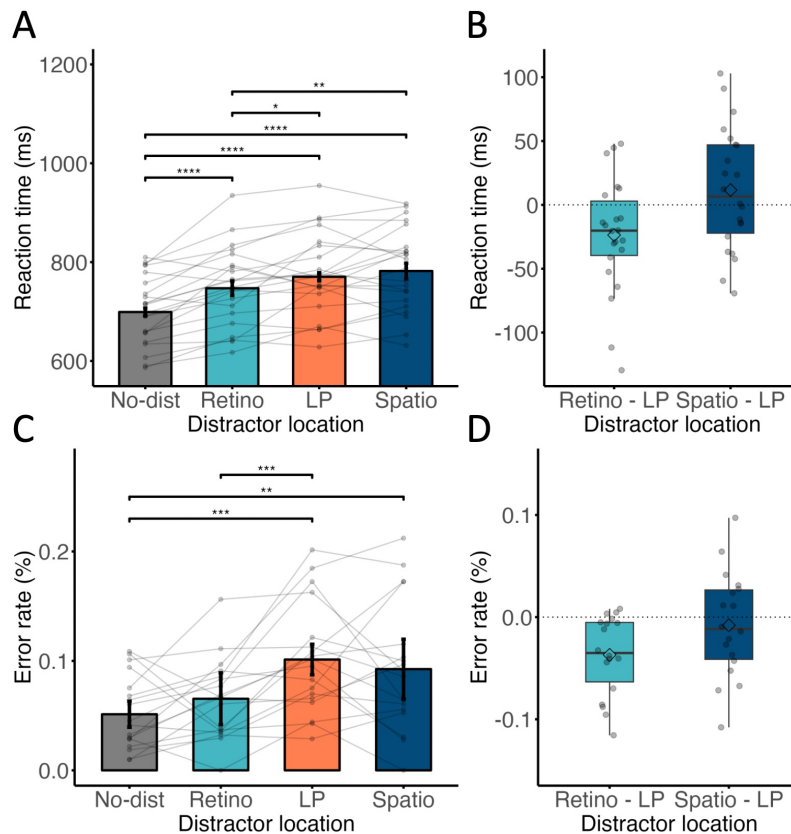 A
Reaction time (ms)
1200
1000
800
600
**
*
****
****
****
No-dist Retino LP Spatio
Distractor location
B
Reaction time (ms)
100
50
0
-50
-100
Retino - LP Spatio - LP
Distractor location
C
Error rate (%)
0.2
0.1
0.0
***
**
***
No-dist Retino LP Spatio
Distractor location
D
Error rate (%)
0.1
0.0
-0.1
Retino - LP Spatio - LP
Distractor location